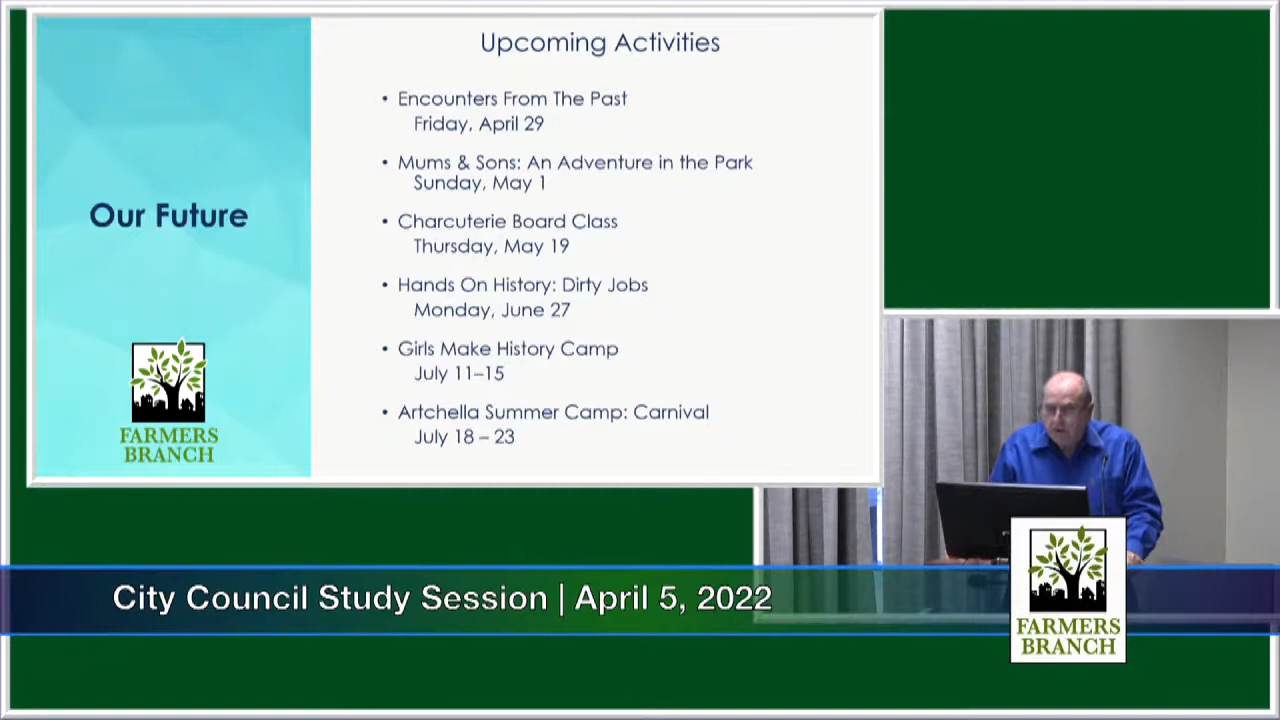 Upcoming Activities
• Encounters From The Past
Friday, April 29
• Mums & Sons: An Adventure in the Park
Sunday, May 1
• Charcuterie Board Class
Thursday, May 19
• Hands On History: Dirty Jobs
Monday, June 27
• Girls Make History Camp
July 11–15
• Artchella Summer Camp: Carnival
July 18 – 23
Our Future
FARMERS
BRANCH
City Council Study Session | April 5, 2022
FARMERS
BRANCH